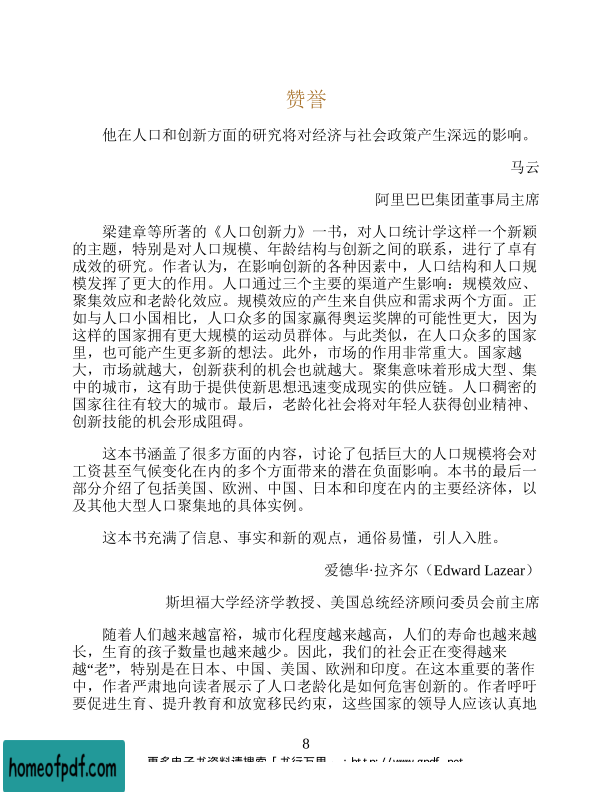 赞誉
他在人口和创新方面的研究将对经济与社会政策产生深远的影响。
马云
阿里巴巴集团董事局主席
梁建章等所著的《人口创新力》一书，对人口统计学这样一个新颖
的主题，特别是对人口规模、年龄结构与创新之间的联系，进行了卓有
成效的研究。作者认为，在影响创新的各种因素中，人口结构和人口规
模发挥了更大的作用。人口通过三个主要的渠道产生影响：规模效应、
聚集效应和老龄化效应。规模效应的产生来自供应和需求两个方面。正
如与人口小国相比，人口众多的国家赢得奥运奖牌的可能性更大，因为
这样的国家拥有更大规模的运动员群体。与此类似，在人口众多的国家
里，也可能产生更多新的想法。此外，市场的作用非常重大。国家越
大，市场就越大，创新获利的机会也就越大。聚集意味着形成大型、集
中的城市，这有助于提供使新思想迅速变成现实的供应链。人口稠密的
国家往往有较大的城市。最后，老龄化社会将对年轻人获得创业精神、
创新技能的机会形成阻碍。
这本书涵盖了很多方面的内容，讨论了包括巨大的人口规模将会对
工资甚至气候变化在内的多个方面带来的潜在负面影响。本书的最后一
部分介绍了包括美国、欧洲、中国、日本和印度在内的主要经济体，以
及其他大型人口聚集地的具体实例。
这本书充满了信息、事实和新的观点，通俗易懂，引人入胜。
爱德华·拉齐尔（Edward Lazear）
斯坦福大学经济学教授、美国总统经济顾问委员会前主席
随着人们越来越富裕，城市化程度越来越高，人们的寿命也越来越
长，生育的孩子数量也越来越少。因此，我们的社会正在变得越来
越“老”，特别是在日本、中国、美国、欧洲和印度。在这本重要的著作
中，作者严肃地向读者展示了人口老龄化是如何危害创新的。作者呼吁
要促进生育、提升教育和放宽移民约束，这些国家的领导人应该认真地
8
homeofpdf.com